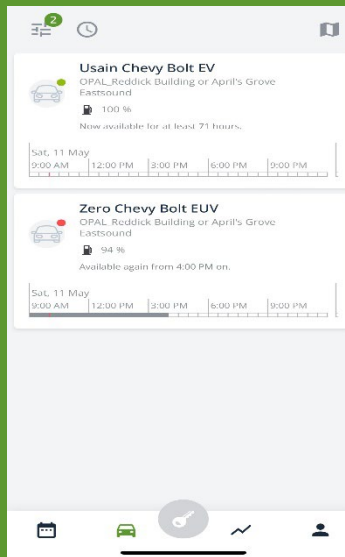 2
Usain Chevy Bolt EV
OPAL_Reddick Building or April's Grove
Eastsound
100 %
Now available for at least 71 hours.
Sat, 11 May
9:00 AM 12:00 PM 3:00 PM 6:00 PM 9:00 PM
Zero Chevy Bolt EUV
OPAL Reddick Building or April's Grove
Eastsound
94 %
Available again from 4:00 PM on.
Sat, 11 May
9:00 AM 12:00 PM 3:00 PM 6:00 PM 9:00 PM